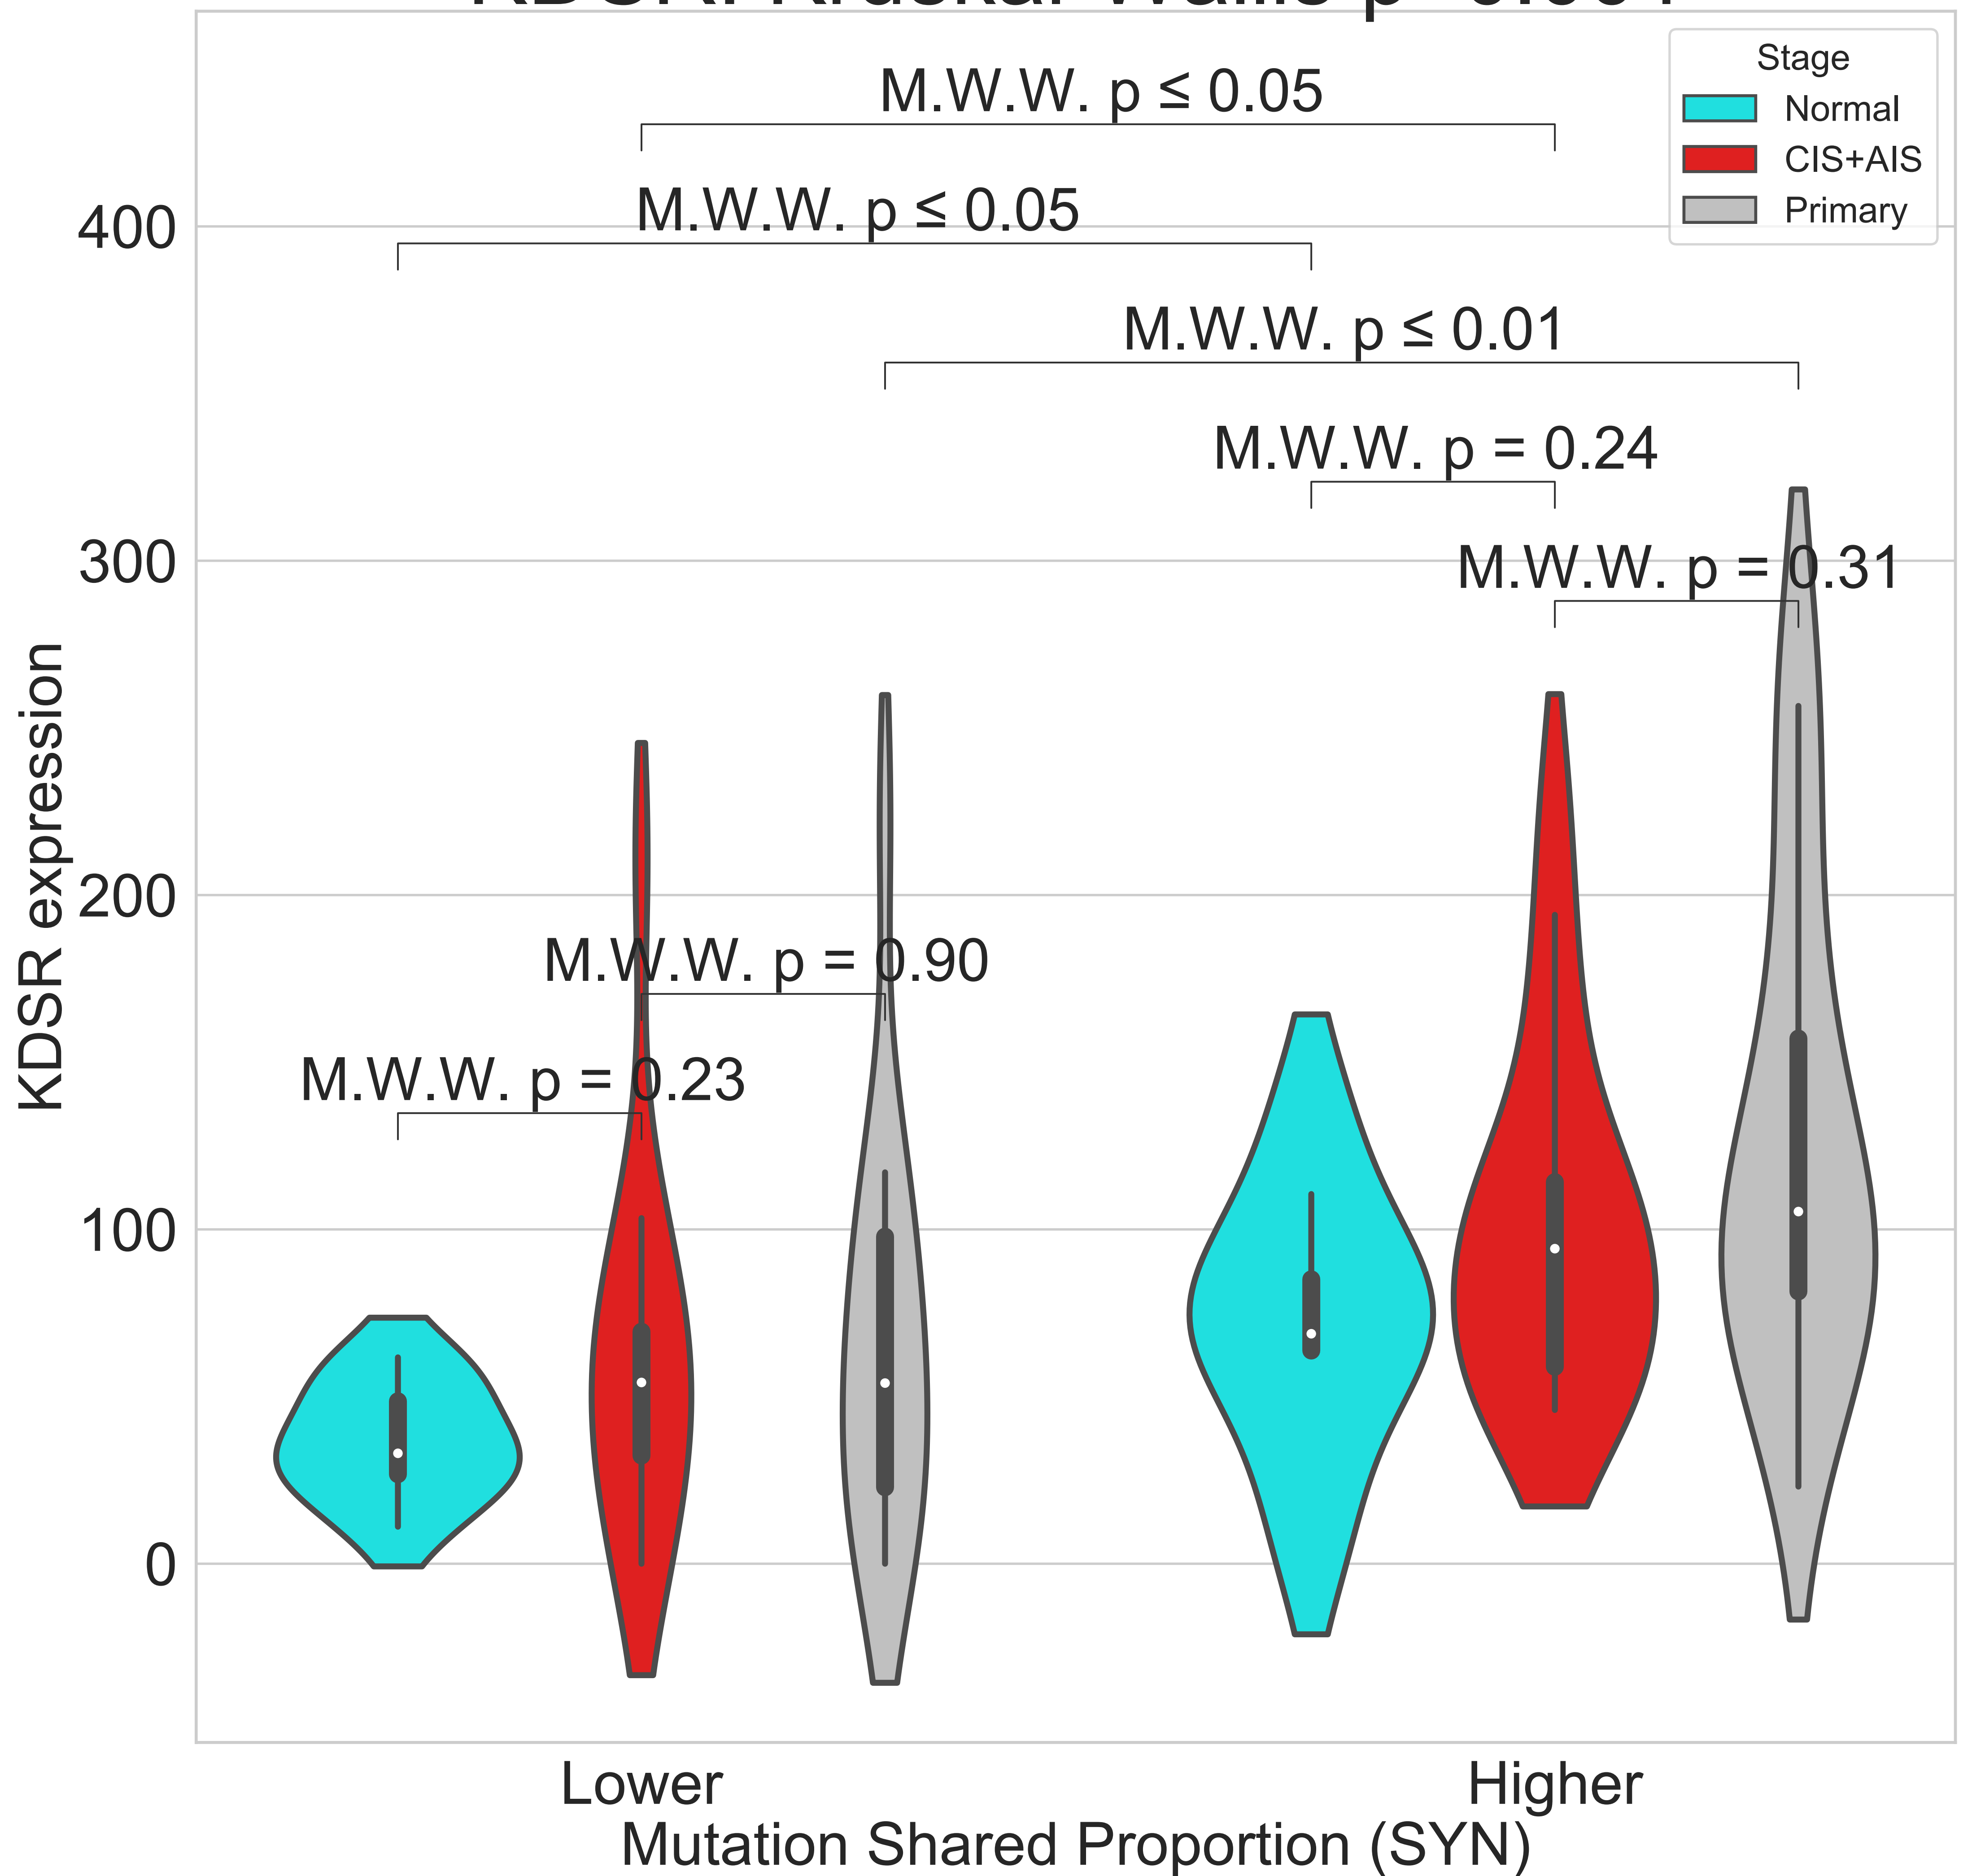 Stage
Normal
CIS+AIS
Primary
M.W.W. p ≤ 0.05
M.W.W. p ≤ 0.05
M.W.W. p ≤ 0.01
M.W.W. p = 0.24
M.W.W. p = 0.31
M.W.W. p = 0.90
M.W.W. p = 0.23
400
300
200
100
0
KDSR expression
Lower
Higher
Mutation Shared Proportion (SYN)